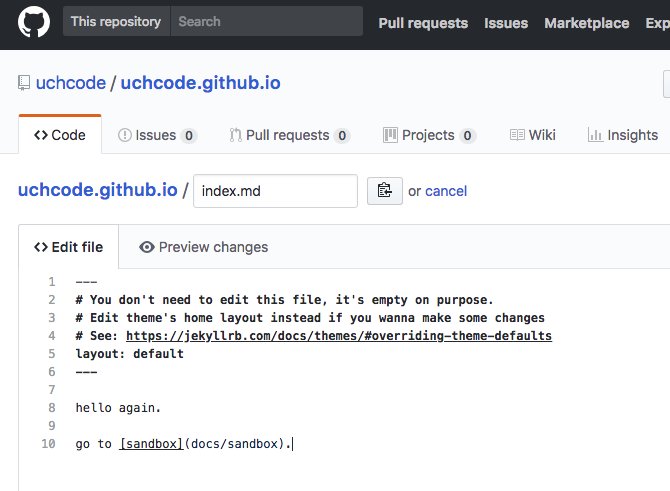 This repository Search Pull requests Issues Marketplace Exp
uchcode / uchcode.github.io
<> Code Issues 0 Pull requests 0 Projects 0 Wiki Insights
uchcode.github.io / index.md or cancel
<> Edit file Preview changes
1 ---
2 # You don't need to edit this file, it's empty on purpose.
3 # Edit theme's home layout instead if you wanna make some changes
4 # See: https://jekyllrb.com/docs/themes/#overriding-theme-defaults
5 layout: default
6 ---
7
8 hello again.
9
10 go to [sandbox](docs/sandbox).